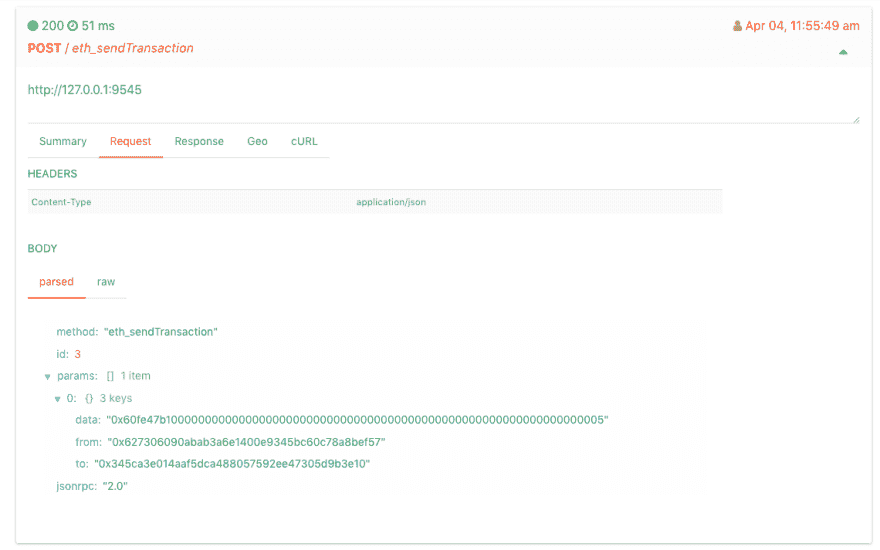 200 51 ms
Apr 04, 11:55:49 am
POST / eth_sendTransaction
http://127.0.0.1:9545
Summary Request Response Geo cURL
HEADERS
Content-Type application/json
BODY
parsed raw
method: "eth_sendTransaction"
id: 3
params: [] 1 item
0: {} 3 keys
data: "0x60fe47b10000000000000000000000000000000000000000000000000000000000000005"
from: "0x627306090abab3a6e1400e9345bc60c78a8bef57"
to: "0x345ca3e014aaf5dca488057592ee47305d9b3e10"
jsonrpc: "2.0"